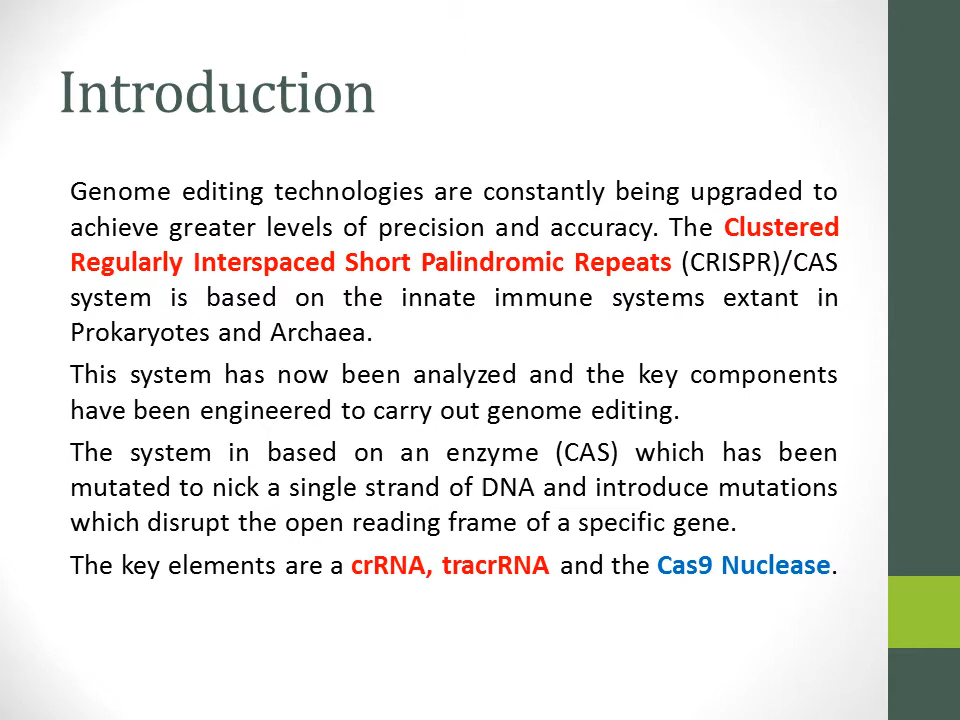 Introduction
Genome editing technologies are constantly being upgraded to
achieve greater levels of precision and accuracy. The Clustered
Regularly Interspaced Short Palindromic Repeats (CRISPR)/CAS
system is based on the innate immune systems extant in
Prokaryotes and Archaea.
This system has now been analyzed and the key components
have been engineered to carry out genome editing.
The system in based on an enzyme (CAS) which has been
mutated to nick a single strand of DNA and introduce mutations
which disrupt the open reading frame of a specific gene.
The key elements are a crRNA, tracrRNA and the Cas9 Nuclease.